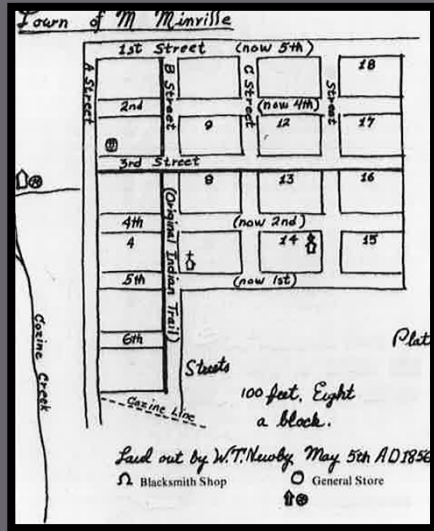 Town of M Minville
1st Street (now 5th)
A Street
B Street
C Street
Street
18
2nd
(now 4th)
9
12
17
3rd Street
8
13
16
(Original Indian Trail)
4th
(now 2nd)
4
14
15
5th
(now 1st)
6th
Cozine Creek
Streets
Plat
100 feet, Eight
a block.
Cozine Line
Laid out by W.T. Newby May 5th AD 1856
Blacksmith Shop
General Store